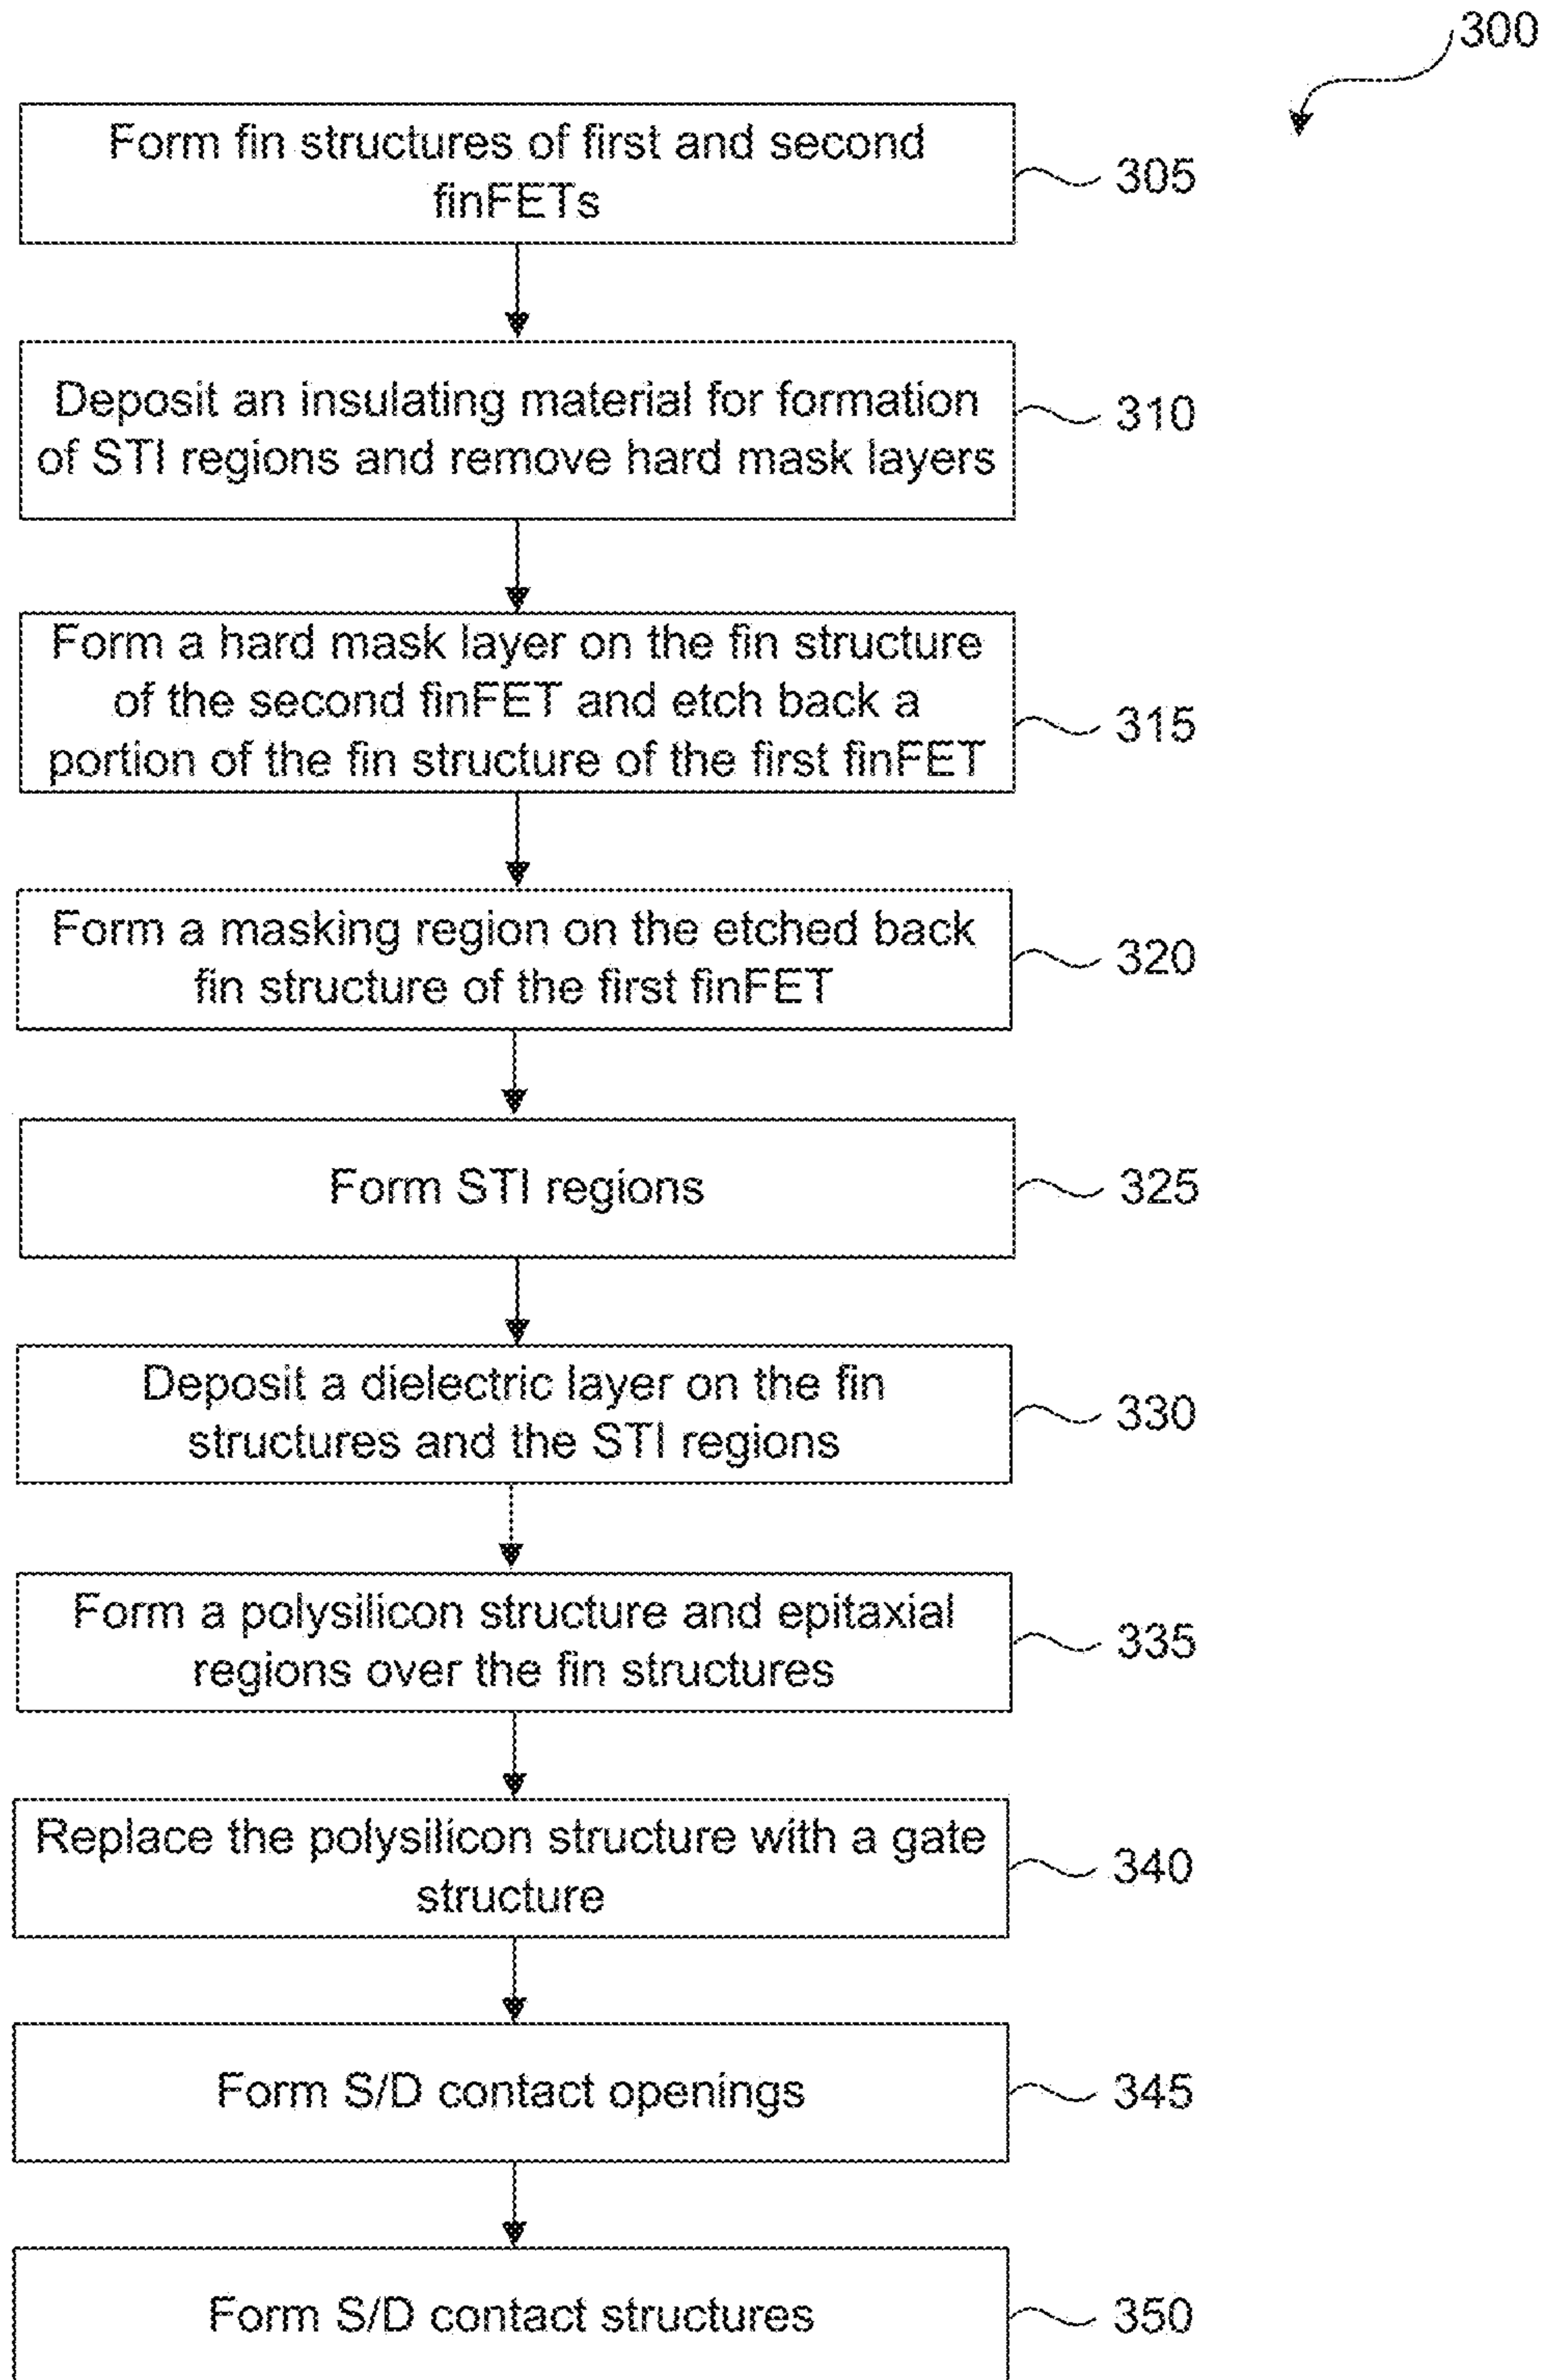 300
Form fin structures of first and second
finFETs
305
Deposit an insulating material for formation
of STI regions and remove hard mask layers
310
Form a hard mask layer on the fin structure
of the second finFET and etch back a
portion of the fin structure of the first finFET
315
Form a masking region on the etched back
fin structure of the first finFET
320
Form STI regions
325
Deposit a dielectric layer on the fin
structures and the STI regions
330
Form a polysilicon structure and epitaxial
regions over the fin structures
335
Replace the polysilicon structure with a gate
structure
340
Form S/D contact openings
345
Form S/D contact structures
350